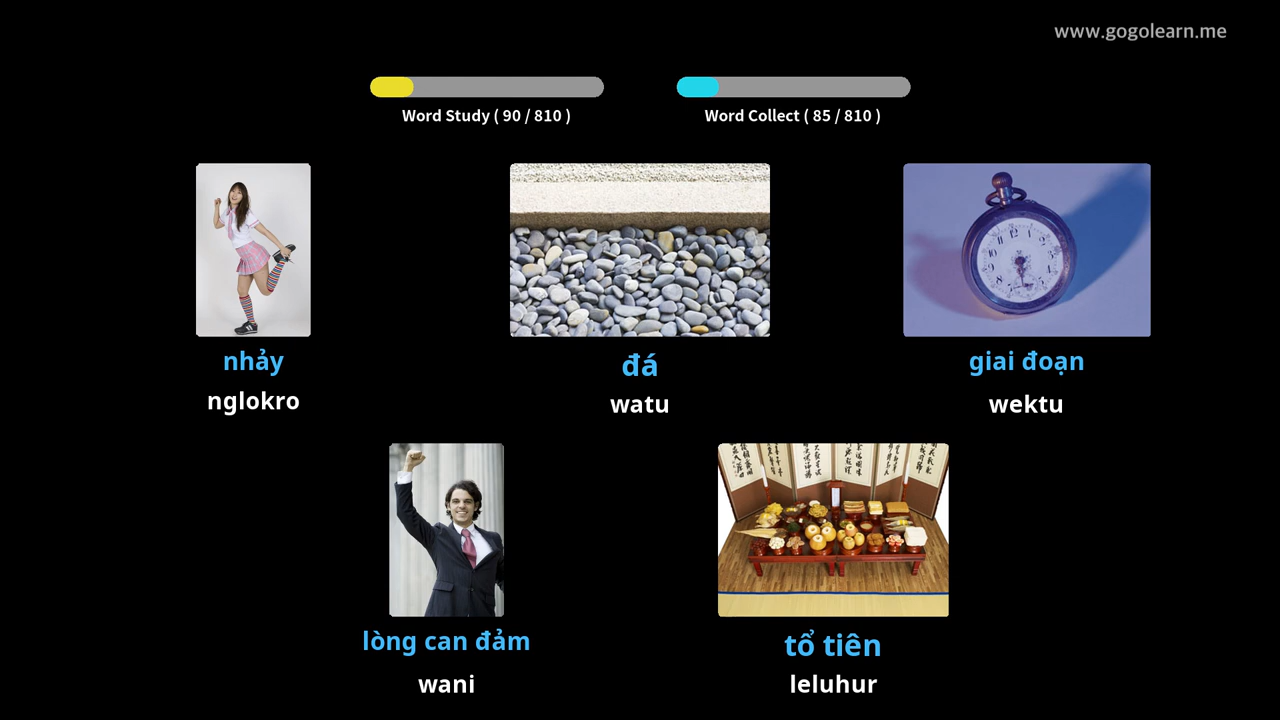 www.gogolearn.me
Word Study ( 90 / 810 )
Word Collect ( 85 / 810 )
nhảy
nglokro
đá
watu
giai đoạn
wektu
lòng can đảm
wani
tổ tiên
leluhur